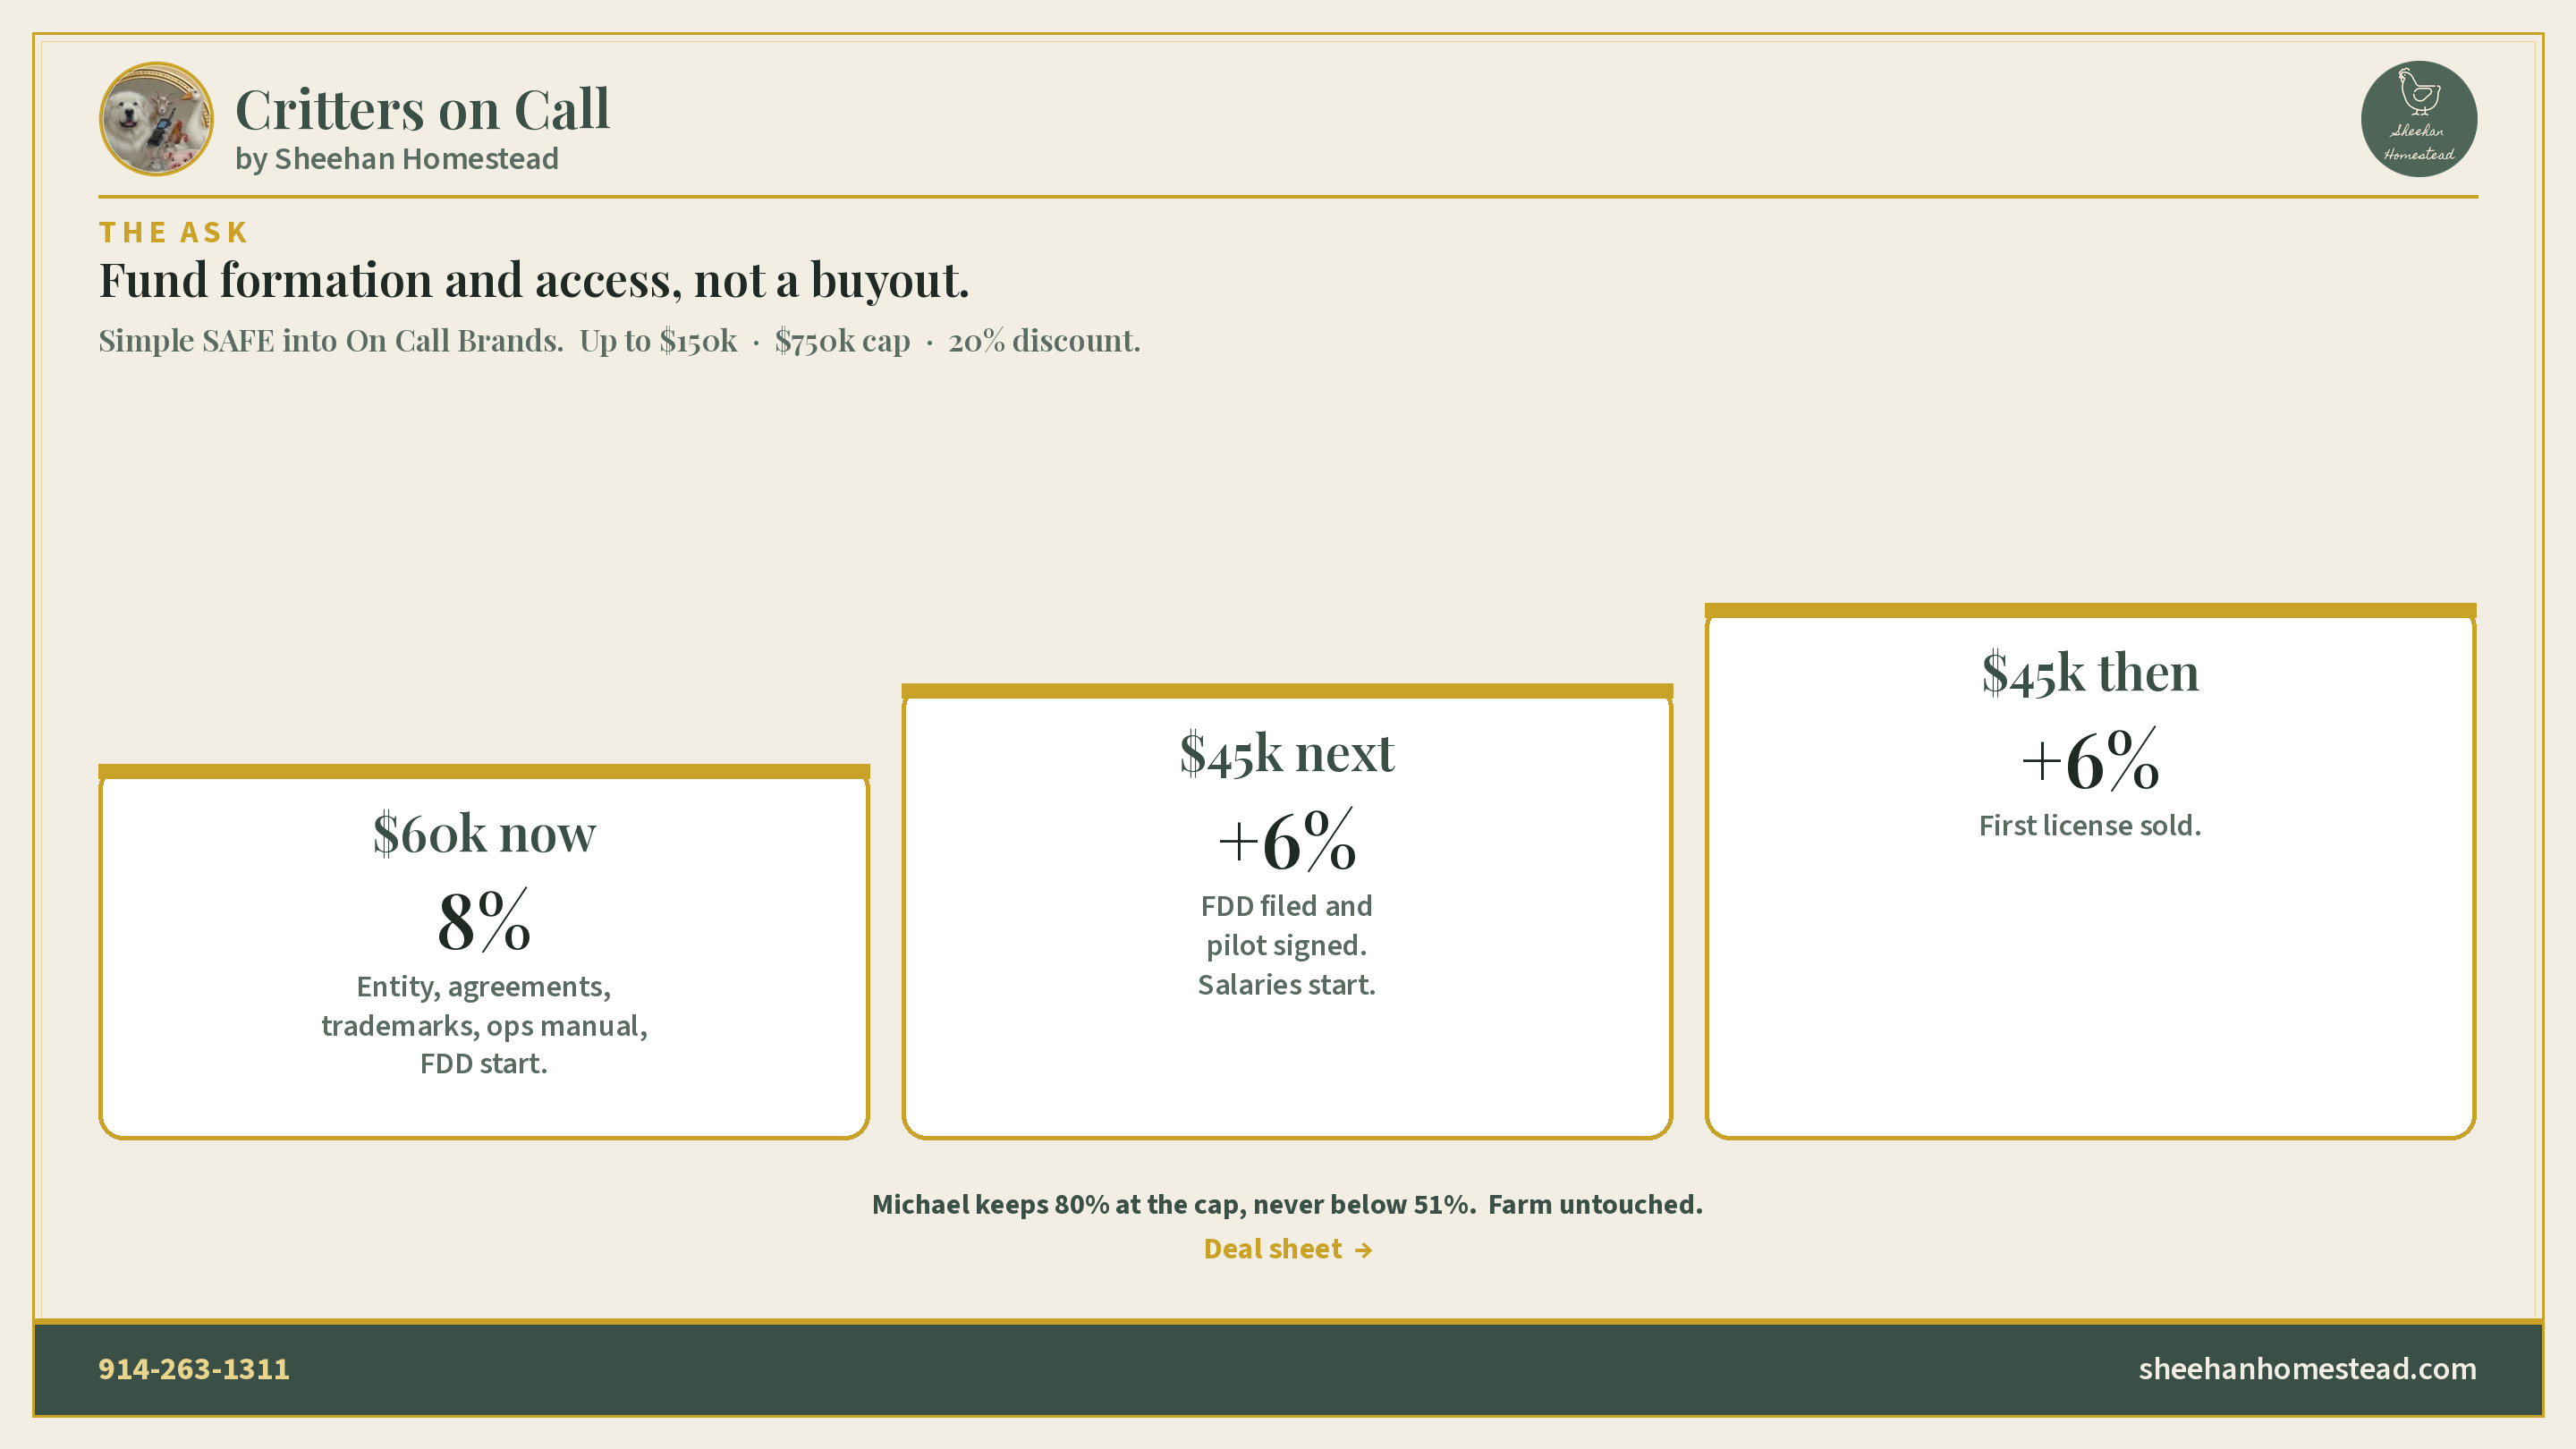 Critters on Call
by Sheehan Homestead
Sheehan
Homestead
THE ASK
Fund formation and access, not a buyout.
Simple SAFE into On Call Brands. Up to $150k · $750k cap · 20% discount.
$60k now
8%
Entity, agreements,
trademarks, ops manual,
FDD start.
$45k next
+6%
FDD filed and
pilot signed.
Salaries start.
$45k then
+6%
First license sold.
Michael keeps 80% at the cap, never below 51%. Farm untouched.
Deal sheet →
914-263-1311
sheehanhomestead.com